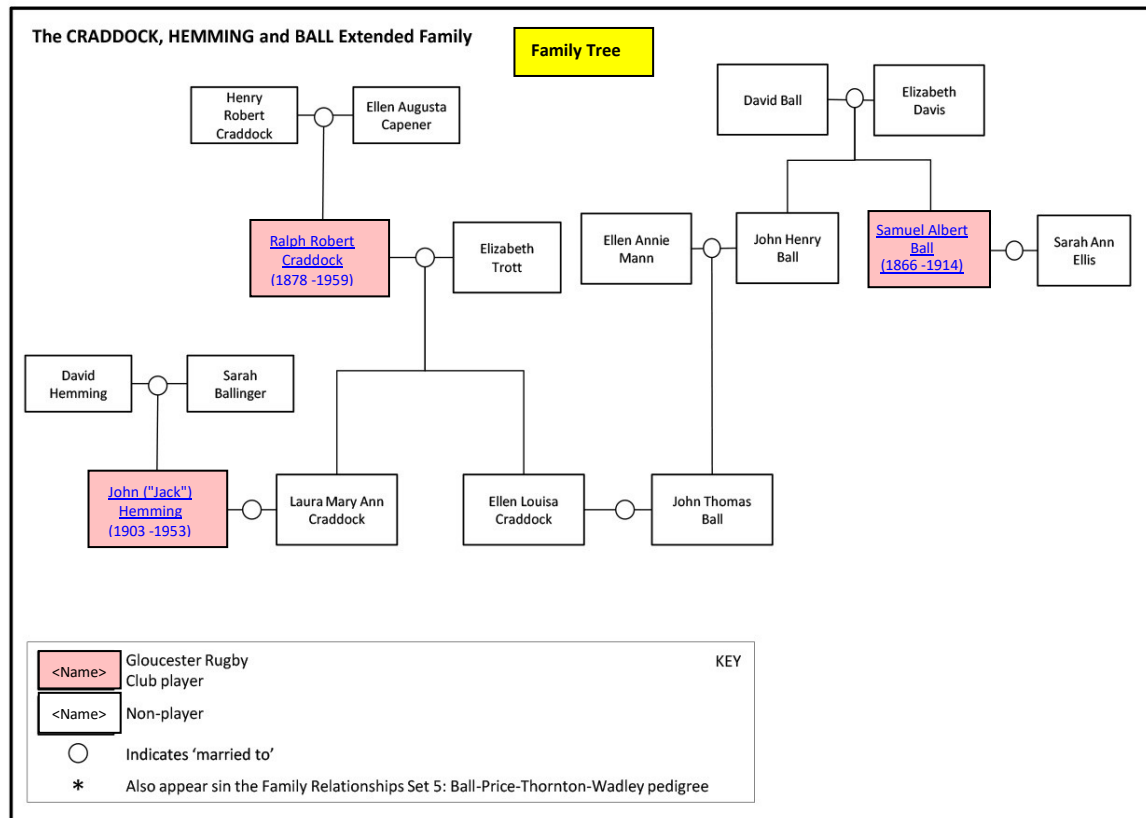 The CRADDOCK, HEMMING and BALL Extended Family
Family Tree
Henry
Robert
Craddock
Ellen Augusta
Capener
David Ball
Elizabeth
Davis
Ralph Robert
Craddock
(1878 -1959)
Elizabeth
Trott
Ellen Annie
Mann
John Henry
Ball
Samuel Albert
Ball
(1866 -1914)
Sarah Ann
Ellis
David
Hemming
Sarah
Ballinger
John ("Jack")
Hemming
(1903 -1953)
Laura Mary Ann
Craddock
Ellen Louisa
Craddock
John Thomas
Ball
KEY
<Name> Gloucester Rugby
Club player
<Name> Non-player
Indicates ‘married to’
* Also appear sin the Family Relationships Set 5: Ball-Price-Thornton-Wadley pedigree